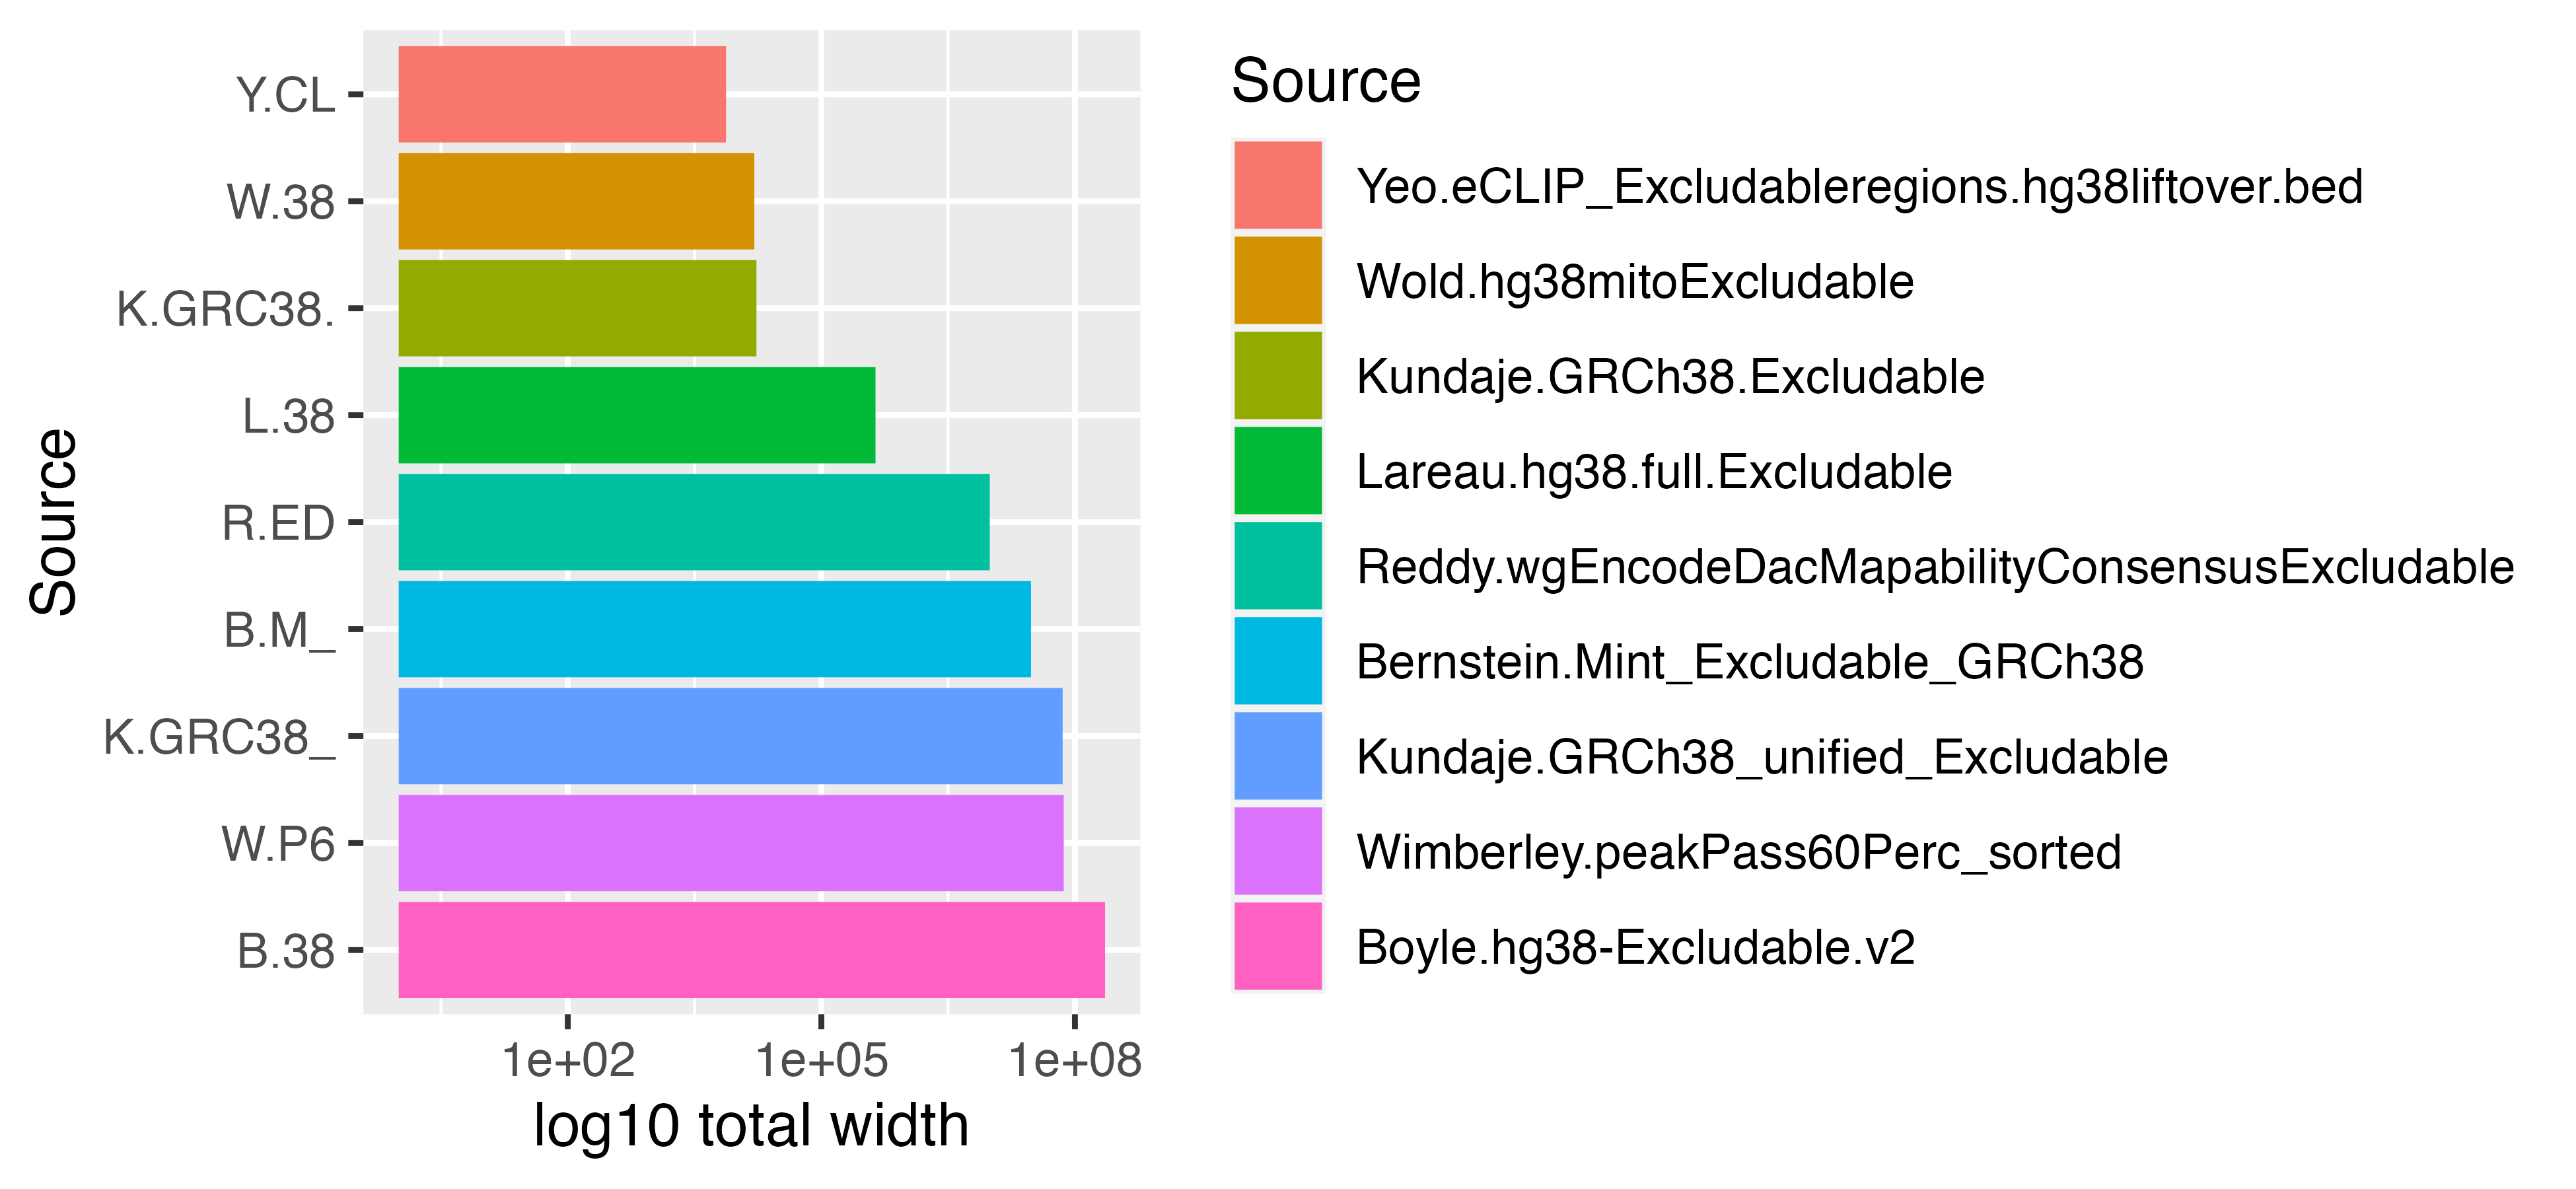 Source
Y.CL
W.38
K.GRC38.
L.38
R.ED
B.M_
K.GRC38_
W.P6
B.38
1e+02 1e+05 1e+08
log10 total width
Source
Yeo.eCLIP_Excludableregions.hg38liftover.bed
Wold.hg38mitoExcludable
Kundaje.GRCh38.Excludable
Lareau.hg38.full.Excludable
Reddy.wgEncodeDacMapabilityConsensusExcludable
Bernstein.Mint_Excludable_GRCh38
Kundaje.GRCh38_unified_Excludable
Wimberley.peakPass60Perc_sorted
Boyle.hg38-Excludable.v2